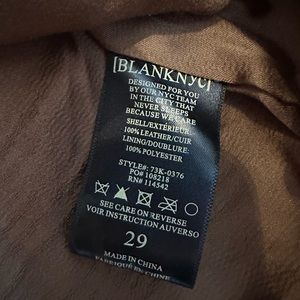 [BLANKNYC]
DESIGNED FOR YOU
BY OUR NYC TEAM
IN THE CITY THAT
NEVER SLEEPS
BECAUSE WE CARE
SHELL/EXTÉRIEUR
100% LEATHER/CUIR
LINING/DOUBLURE:
100% POLYESTER
STYLE#: 73K-0376
PO# 108218
RN# 114542
SEE CARE ON REVERSE
VOIR INSTRUCTION AUVERSO
29
MADE IN CHINA
FABRIQUÉ EN CHINE